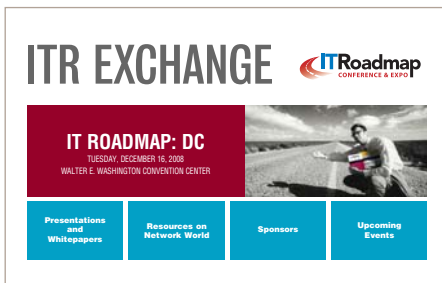 ITR EXCHANGE
ITRoadmap
CONFERENCE & EXPO
IT ROADMAP: DC
TUESDAY, DECEMBER 16, 2008
WALTER E. WASHINGTON CONVENTION CENTER
Presentations
and
Whitepapers
Resources on
Network World
Sponsors
Upcoming
Events